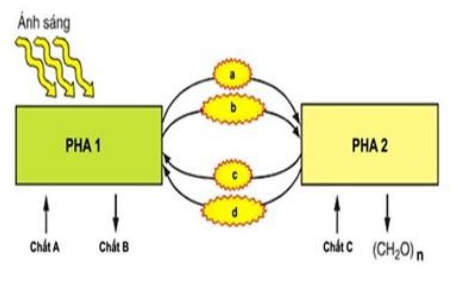 Ánh sáng
a
b
PHA 1
PHA 2
c
d
Chất A
Chất B
Chất C
(CH₂O)n